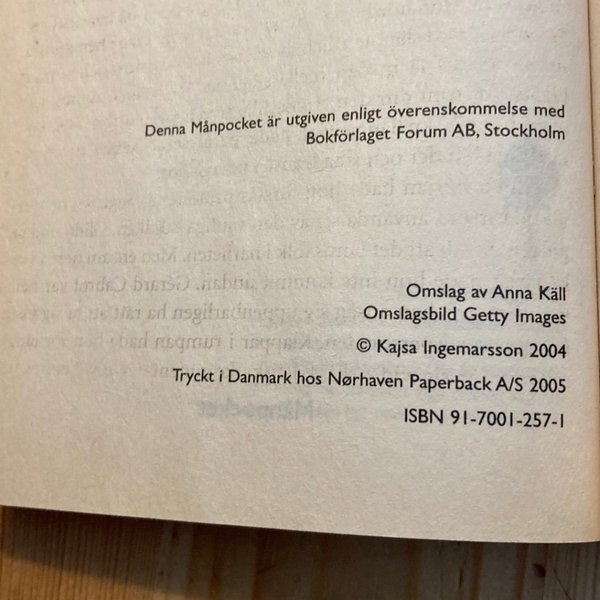 Denna Månpocket är utgiven enligt överenskommelse med
Bokförlaget Forum AB, Stockholm
Omslag av Anna Käll
Omslagsbild Getty Images
© Kajsa Ingemarsson 2004
Tryckt i Danmark hos Nørhaven Paperback A/S 2005
ISBN 91-7001-257-1